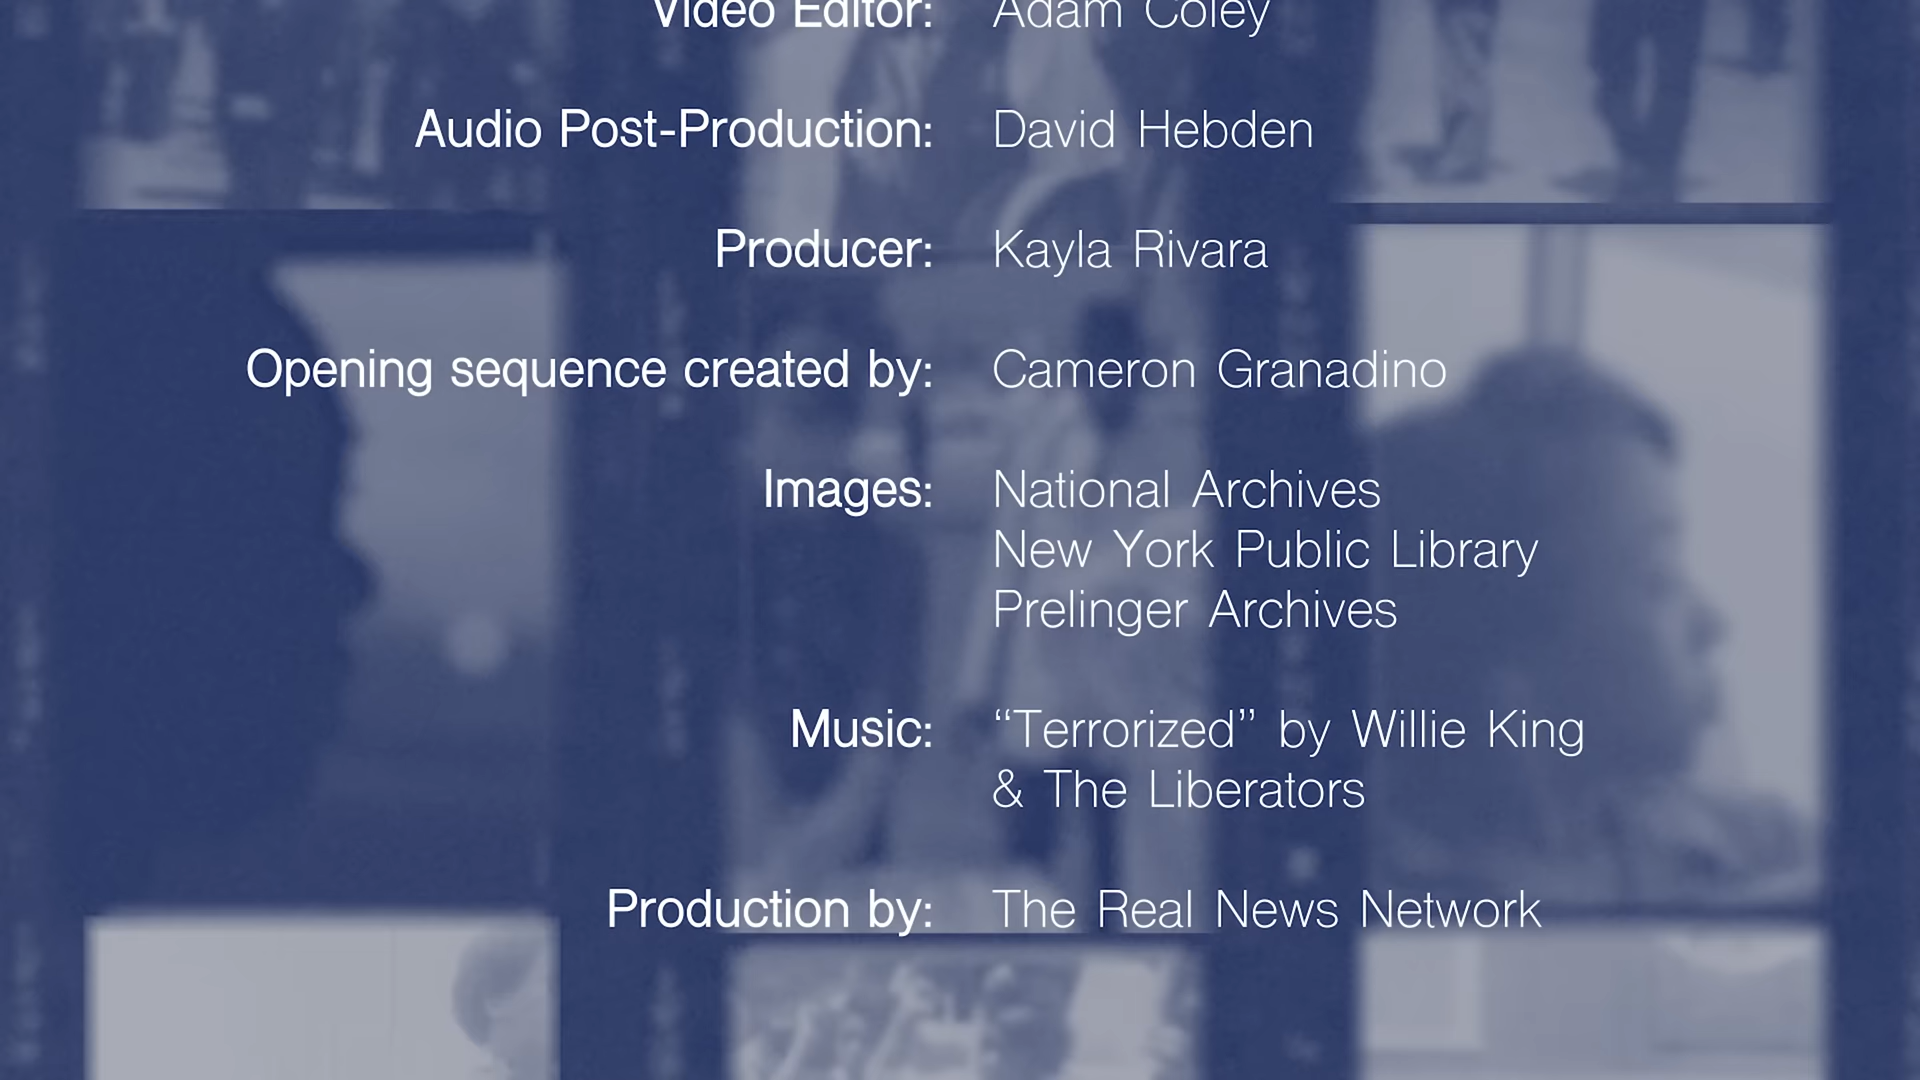 Video Editor: Adam Coley
Audio Post-Production: David Hebden
Producer: Kayla Rivara
Opening sequence created by: Cameron Granadino
Images: National Archives
New York Public Library
Prelinger Archives
Music: “Terrorized” by Willie King
& The Liberators
Production by: The Real News Network